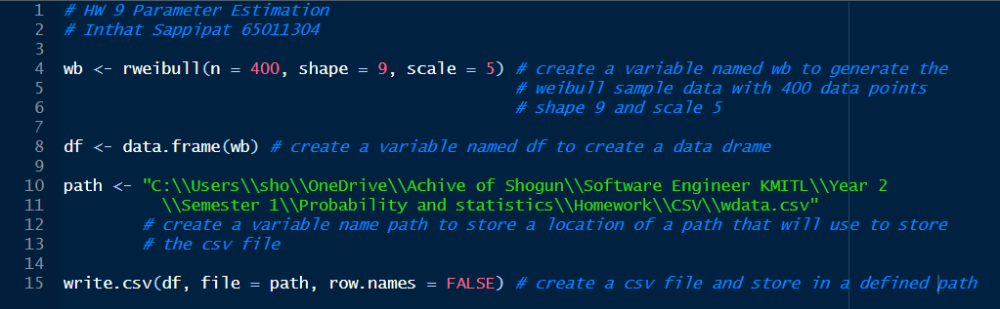 1 # HW 9 Parameter Estimation
2 # Inthat Sappipat 65011304
3
4 wb <- rweibull(n = 400, shape = 9, scale = 5) # create a variable named wb to generate the
5 # weibull sample data with 400 data points
6 # shape 9 and scale 5
7
8 df <- data.frame(wb) # create a variable named df to create a data drame
9
10 path <- "C:\\Users\\sho\\OneDrive\\Achive of Shogun\\Software Engineer KMITL\\Year 2
11 \\Semester 1\\Probability and statistics\\Homework\\CSV\\wdata.csv"
12 # create a variable name path to store a location of a path that will use to store
13 # the csv file
14
15 write.csv(df, file = path, row.names = FALSE) # create a csv file and store in a defined path